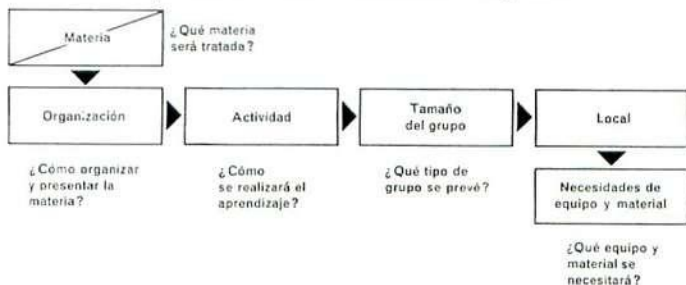 Materia
¿Qué materia
será tratada?
Organización
Actividad
Tamaño
del grupo
Local
¿Cómo organizar
y presentar la
materia?
¿Cómo
se realizará el
aprendizaje?
¿Qué tipo de
grupo se prevé?
Necesidades de
equipo y material
¿Qué equipo y
material se
necesitará?